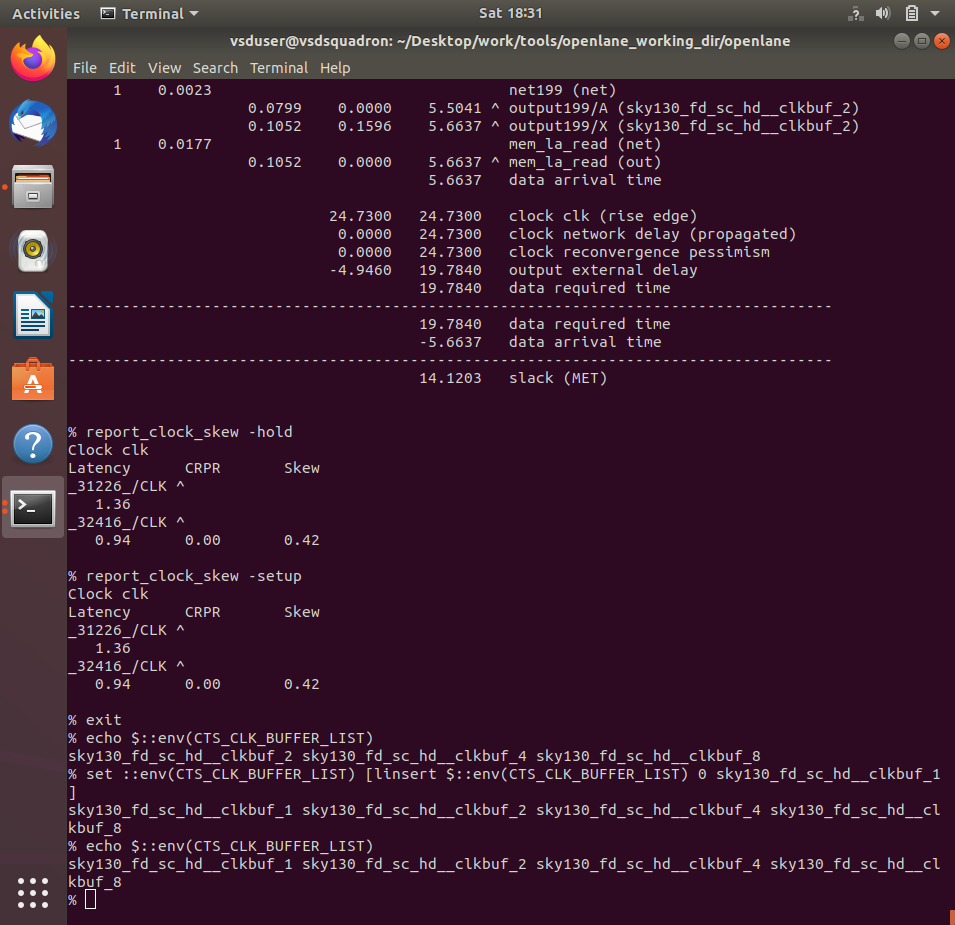 Activities Terminal Sat 18:31
vsduser@vsdsquadron: ~/Desktop/work/tools/openlane_working_dir/openlane
File Edit View Search Terminal Help
1 0.0023 net199 (net)
0.0799 0.0000 5.5041 ^ output199/A (sky130_fd_sc_hd__clkbuf_2)
0.1052 0.1596 5.6637 ^ output199/X (sky130_fd_sc_hd__clkbuf_2)
1 0.0177 mem_la_read (net)
0.1052 0.0000 5.6637 ^ mem_la_read (out)
5.6637 data arrival time
24.7300 24.7300 clock clk (rise edge)
0.0000 24.7300 clock network delay (propagated)
0.0000 24.7300 clock reconvergence pessimism
-4.9460 19.7840 output external delay
19.7840 data required time
-------------------------------------------------------------------------------------
19.7840 data required time
-5.6637 data arrival time
-------------------------------------------------------------------------------------
14.1203 slack (MET)
% report_clock_skew -hold
Clock clk
Latency CRPR Skew
_31226_/CLK ^
1.36
_32416_/CLK ^
0.94 0.00 0.42
% report_clock_skew -setup
Clock clk
Latency CRPR Skew
_31226_/CLK ^
1.36
_32416_/CLK ^
0.94 0.00 0.42
% exit
% echo $::env(CTS_CLK_BUFFER_LIST)
sky130_fd_sc_hd__clkbuf_2 sky130_fd_sc_hd__clkbuf_4 sky130_fd_sc_hd__clkbuf_8
% set ::env(CTS_CLK_BUFFER_LIST) [linsert $::env(CTS_CLK_BUFFER_LIST) 0 sky130_fd_sc_hd__clkbuf_1
]
sky130_fd_sc_hd__clkbuf_1 sky130_fd_sc_hd__clkbuf_2 sky130_fd_sc_hd__clkbuf_4 sky130_fd_sc_hd__cl
kbuf_8
% echo $::env(CTS_CLK_BUFFER_LIST)
sky130_fd_sc_hd__clkbuf_1 sky130_fd_sc_hd__clkbuf_2 sky130_fd_sc_hd__clkbuf_4 sky130_fd_sc_hd__cl
kbuf_8
%